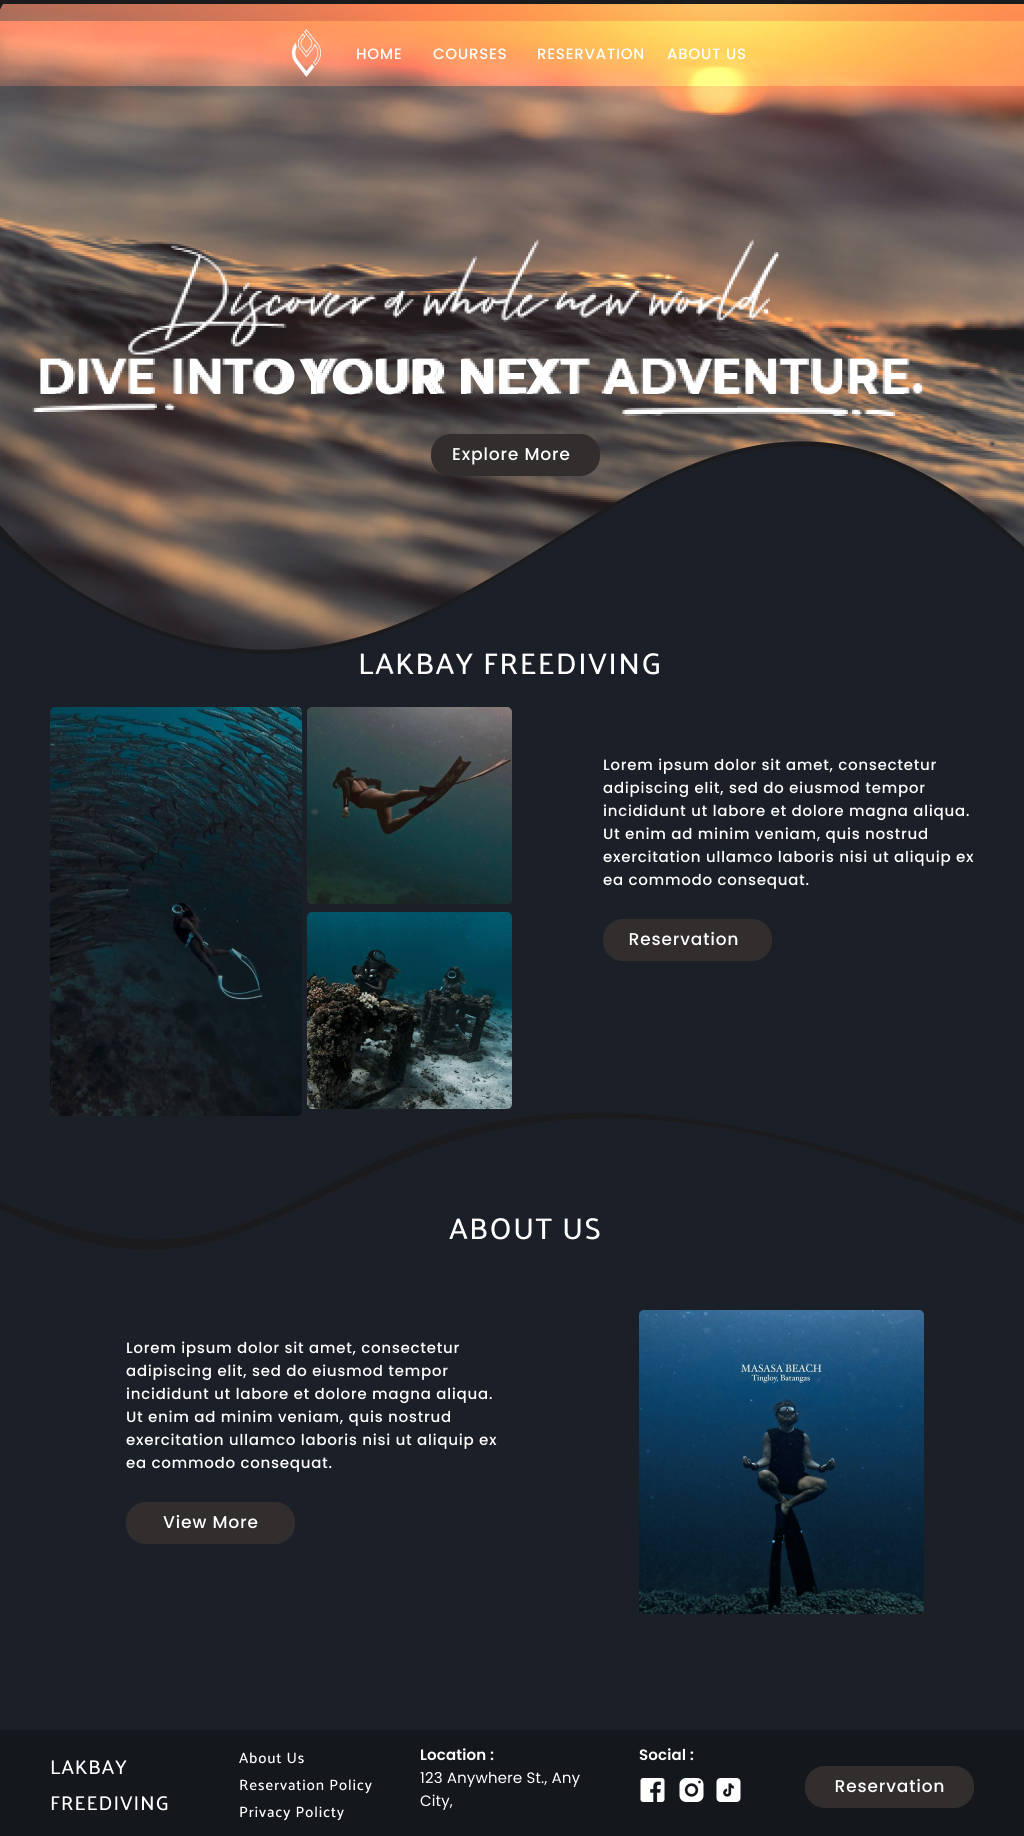 HOME COURSES RESERVATION ABOUT US
Discover a whole new world.
DIVE INTO YOUR NEXT ADVENTURE.
Explore More
LAKBAY FREEDIVING
Lorem ipsum dolor sit amet, consectetur
adipiscing elit, sed do eiusmod tempor
incididunt ut labore et dolore magna aliqua.
Ut enim ad minim veniam, quis nostrud
exercitation ullamco laboris nisi ut aliquip ex
ea commodo consequat.
Reservation
ABOUT US
Lorem ipsum dolor sit amet, consectetur
adipiscing elit, sed do eiusmod tempor
incididunt ut labore et dolore magna aliqua.
Ut enim ad minim veniam, quis nostrud
exercitation ullamco laboris nisi ut aliquip ex
ea commodo consequat.
View More
MASASA BEACH
Tingloy, Batangas
LAKBAY
FREEDIVING
About Us
Reservation Policy
Privacy Policty
Location :
123 Anywhere St., Any
City,
Social :
Reservation